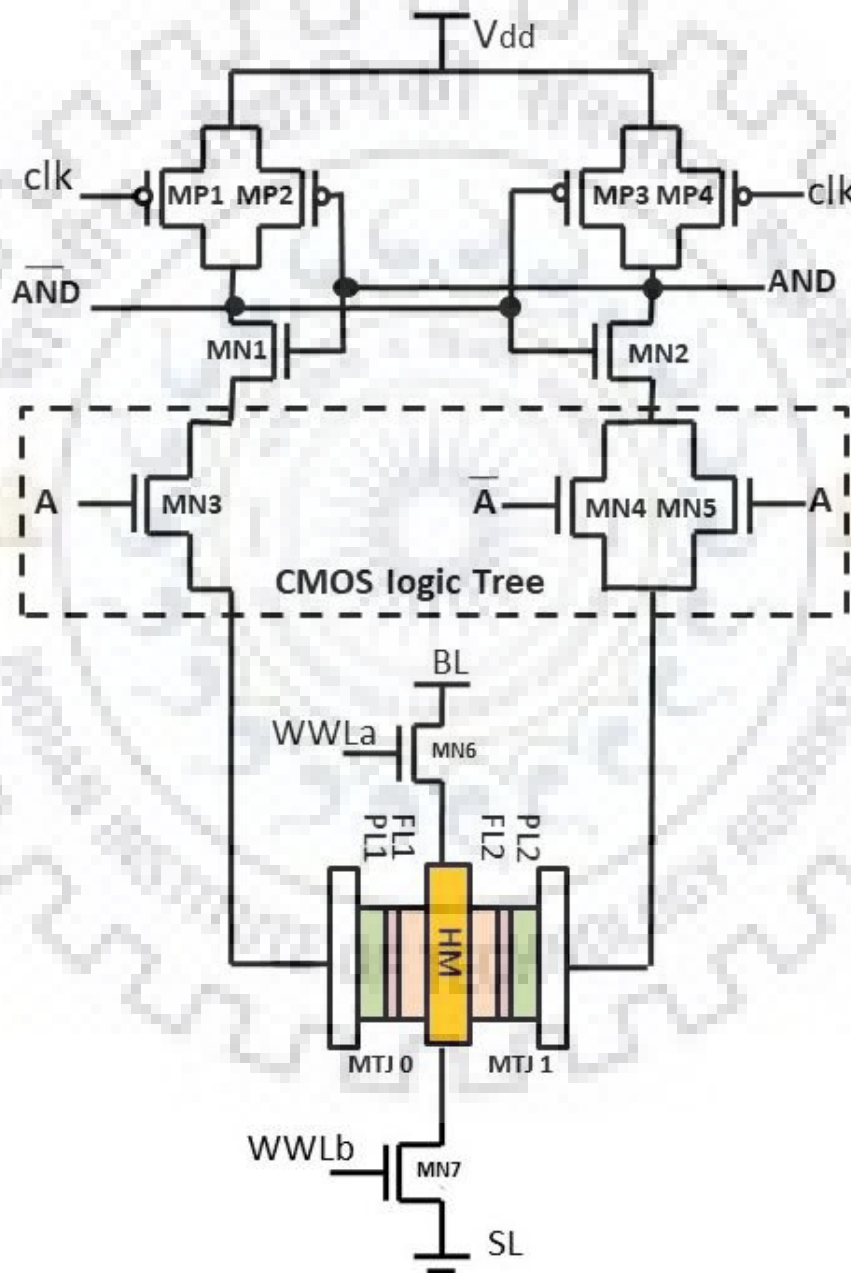 Vdd
clk
MP1 MP2
MP3 MP4
clk
A̅N̅D̅
AND
MN1
MN2
A
MN3
A̅
MN4 MN5
A
CMOS logic Tree
BL
WWLa
MN6
PL1
FL1
FL2
PL2
HM
MTJ 0
MTJ 1
WWLb
MN7
SL